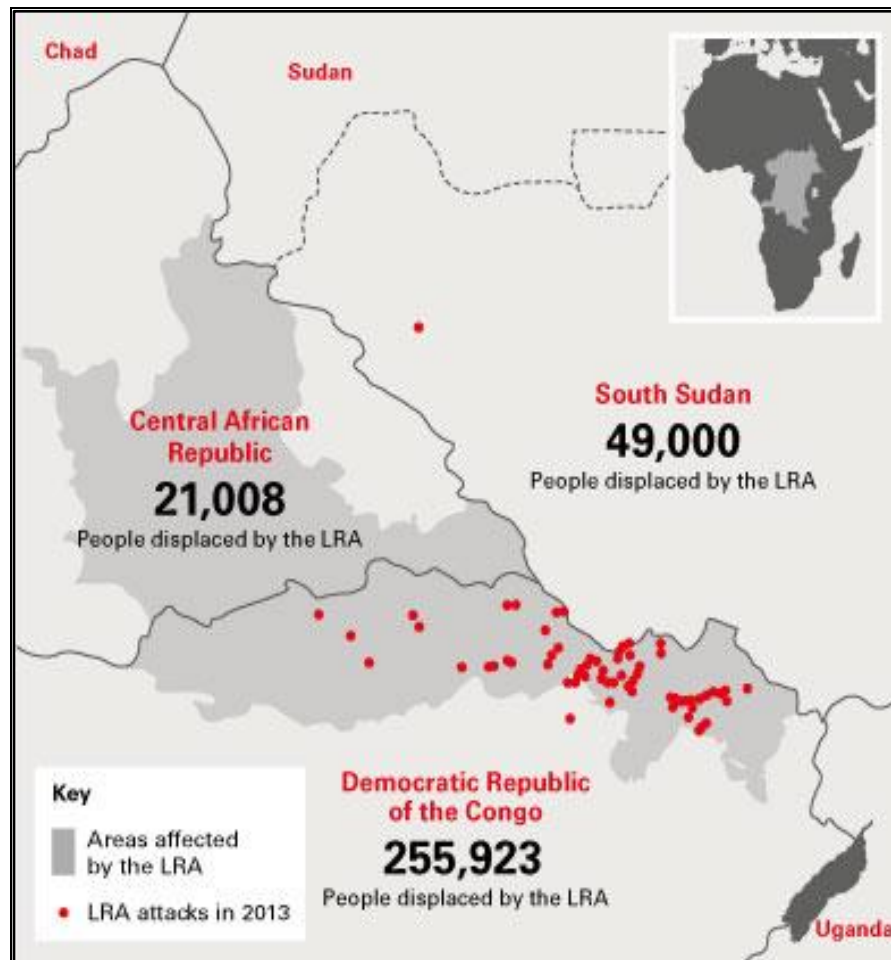 Chad
Sudan
South Sudan
49,000
People displaced by the LRA
Central African
Republic
21,008
People displaced by the LRA
Democratic Republic
of the Congo
255,923
People displaced by the LRA
Key
Areas affected
by the LRA
LRA attacks in 2013
Uganda